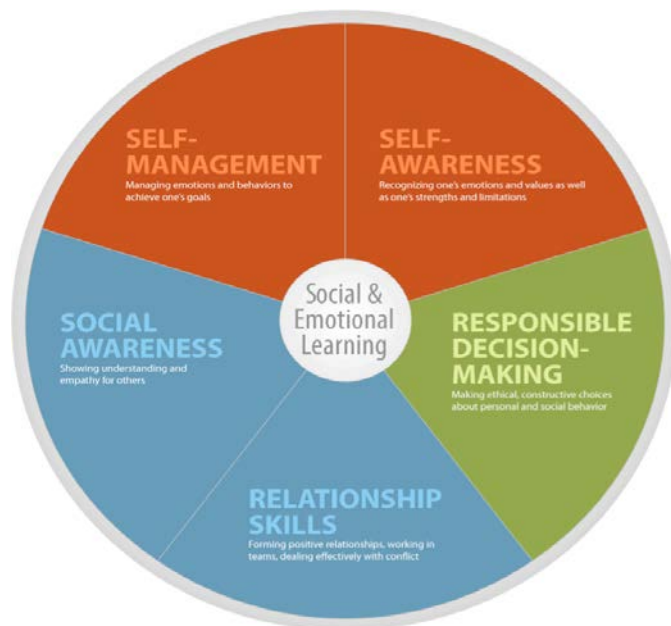 SELF-
MANAGEMENT
Managing emotions and behaviors to
achieve one's goals
SELF-
AWARENESS
Recognizing one's emotions and values as well
as one's strengths and limitations
SOCIAL
AWARENESS
Showing understanding and
empathy for others
Social &
Emotional
Learning
RESPONSIBLE
DECISION-
MAKING
Making ethical, constructive choices
about personal and social behavior
RELATIONSHIP
SKILLS
Forming positive relationships, working in
teams, dealing effectively with conflict